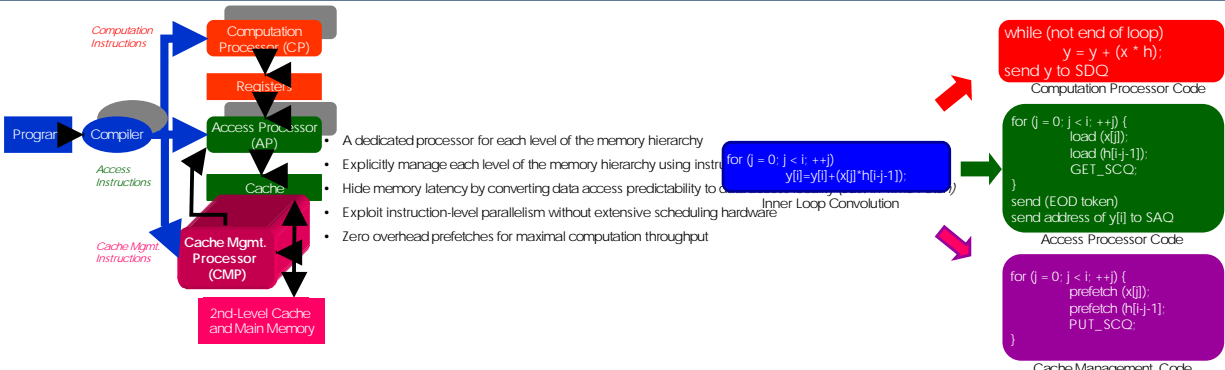 Computation
Instructions
Computation
Processor (CP)
Registers
Program
Compiler
Access Processor
(AP)
Access
Instructions
Cache
Cache Mgmt.
Instructions
Cache Mgmt.
Processor
(CMP)
2nd-Level Cache
and Main Memory
• A dedicated processor for each level of the memory hierarchy
• Explicitly manage each level of the memory hierarchy using
• Hide memory latency by converting data access predictability to
• Exploit instruction-level parallelism without extensive scheduling hardware
• Zero overhead prefetches for maximal computation throughput
for (j = 0; j < i; ++j)
y[i]=y[i]+(x[j]*h[i-j-1]);
Inner Loop Convolution
while (not end of loop)
y = y + (x * h);
send y to SDQ
Computation Processor Code
for (j = 0; j < i; ++j) {
load (x[j]);
load (h[i-j-1]);
GET_SCQ;
}
send (EOD token)
send address of y[i] to SAQ
Access Processor Code
for (j = 0; j < i; ++j) {
prefetch (x[j]);
prefetch (h[i-j-1];
PUT_SCQ;
}
Cache Management Code